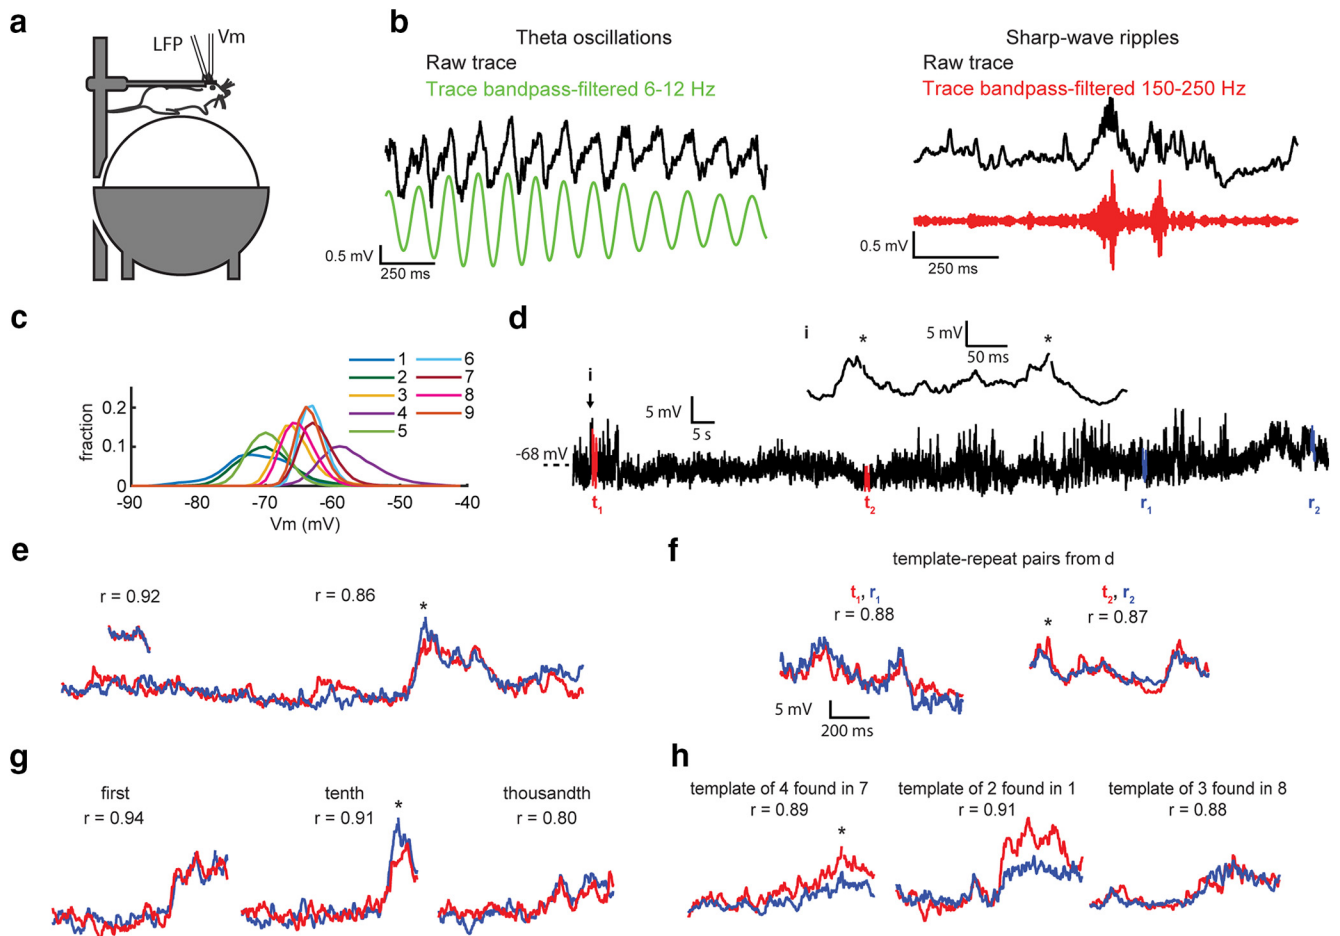 a
LFP
Vm
b
Theta oscillations
Raw trace
Trace bandpass-filtered 6-12 Hz
0.5 mV
250 ms
Sharp-wave ripples
Raw trace
Trace bandpass-filtered 150-250 Hz
0.5 mV
250 ms
c
1 6
2 7
3 8
4 9
5
fraction
0.2
0.1
0
-90 -80 -70 -60 -50 -40
Vm (mV)
d
i
*
*
5 mV
50 ms
i
5 mV
5 s
-68 mV
t1
t2
r1
r2
e
r = 0.92
r = 0.86
*
f
template-repeat pairs from d
t1, r1
r = 0.88
t2, r2
r = 0.87
*
5 mV
200 ms
g
first
r = 0.94
tenth
r = 0.91
*
thousandth
r = 0.80
h
template of 4 found in 7
r = 0.89
*
template of 2 found in 1
r = 0.91
template of 3 found in 8
r = 0.88